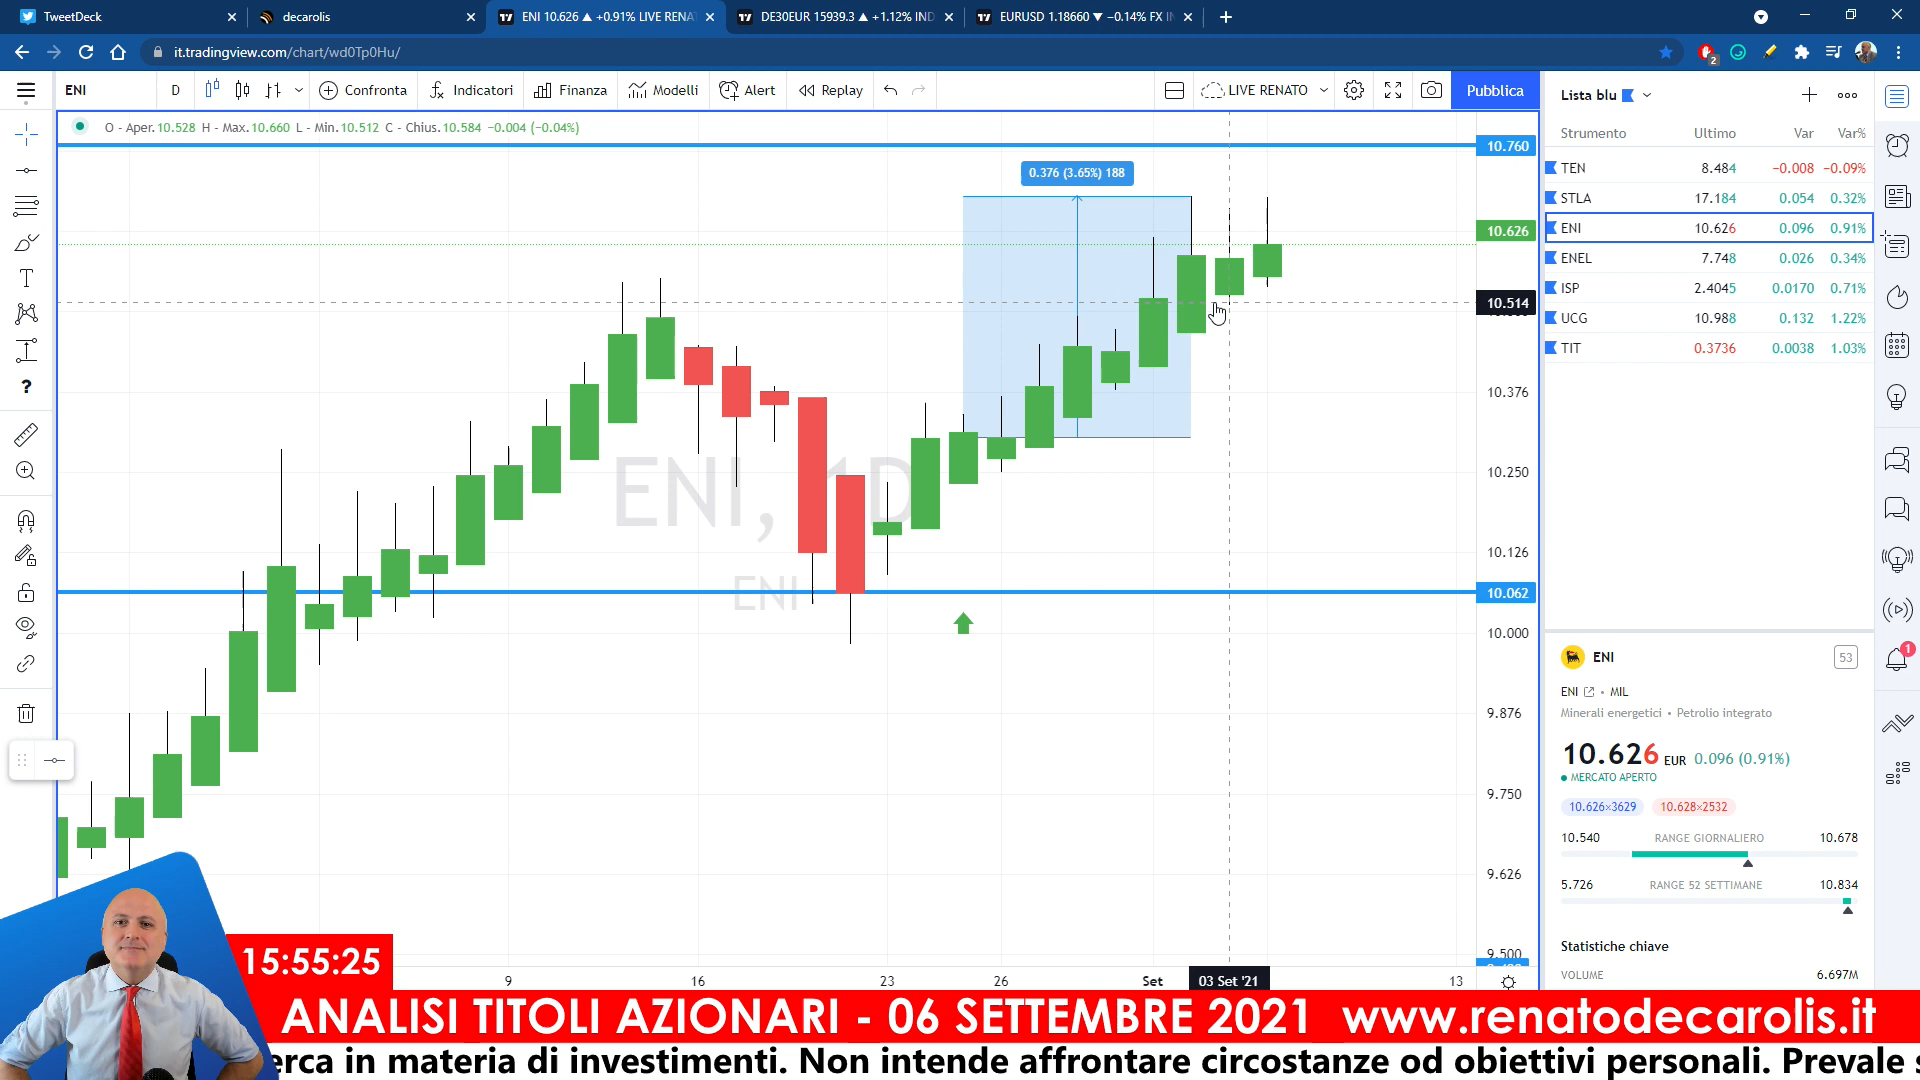 TweetDeck
decarolis
ENI 10.626 ▲ +0.91% LIVE RENA
DE30EUR 15939.3 ▲ +1.12% IND
EURUSD 1.18660 ▼ −0.14% FX I
it.tradingview.com/chart/wd0Tp0Hu/
2
ENI
D
Confronta
Indicatori
Finanza
Modelli
Alert
Replay
LIVE RENATO
Pubblica
O - Aper.10.528 H - Max.10.660 L - Min.10.512 C - Chius.10.584 −0.004 (−0.04%)
10.760
0.376 (3.65%) 188
10.626
10.514
10.376
10.250
10.126
10.062
10.000
9.876
9.750
9.626
9.500
ENI, 1D
ENI
9
16
23
26
Set
03 Set '21
13
Lista blu
Strumento Ultimo Var Var%
TEN 8.484 −0.008 −0.09%
STLA 17.184 0.054 0.32%
ENI 10.626 0.096 0.91%
ENEL 7.748 0.026 0.34%
ISP 2.4045 0.0170 0.71%
UCG 10.988 0.132 1.22%
TIT 0.3736 0.0038 1.03%
ENI
53
ENI • MIL
Minerali energetici • Petrolio integrato
10.626 EUR 0.096 (0.91%)
MERCATO APERTO
10.626×3629 10.628×2532
10.540 RANGE GIORNALIERO 10.678
5.726 RANGE 52 SETTIMANE 10.834
Statistiche chiave
VOLUME 6.697M
1
15:55:25
ANALISI TITOLI AZIONARI - 06 SETTEMBRE 2021 www.renatodecarolis.it
erca in materia di investimenti. Non intende affrontare circostanze od obiettivi personali. Prevale s